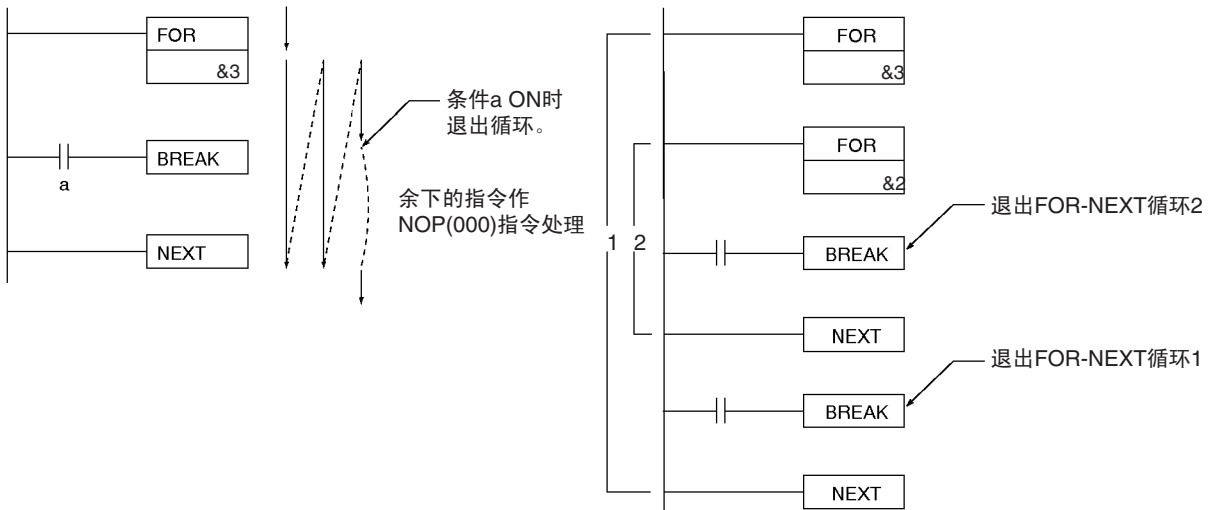 FOR
&3
条件a ON时
退出循环。
BREAK
a
余下的指令作
NOP(000)指令处理
NEXT
FOR
&3
FOR
&2
退出FOR-NEXT循环2
1 2
BREAK
NEXT
退出FOR-NEXT循环1
BREAK
NEXT